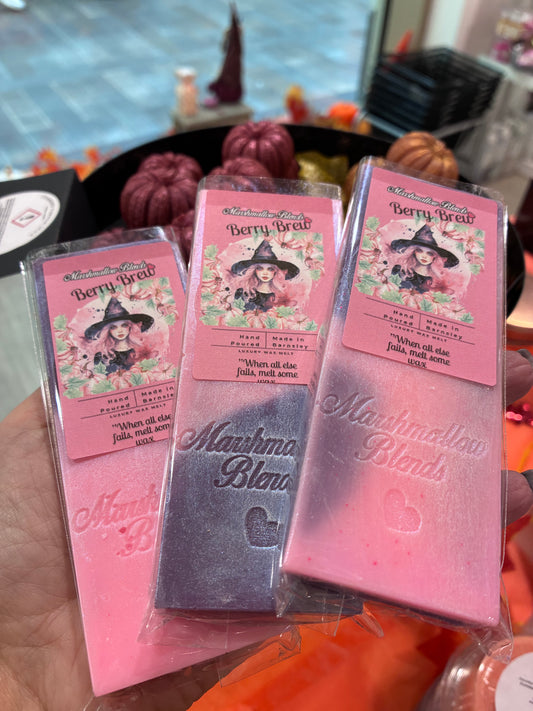 Marshmallow Blends
Berry Brew
Hand Poured
Made in Barnsley
LUXURY WAX MELT
"When all else
fails, melt some
wax
Marshm
B
Marshmallow Blends
Berry Brew
Hand Poured
Made in Barnsley
LUXURY WAX MELT
"When all else
fails, melt some
wax
Marshma
Blends
Marshmallow Blends
Berry Brew
Hand Poured
Made in Barnsley
LUXURY WAX MELT
"When all else
fails, melt some
wax
Marshmallow
Blends